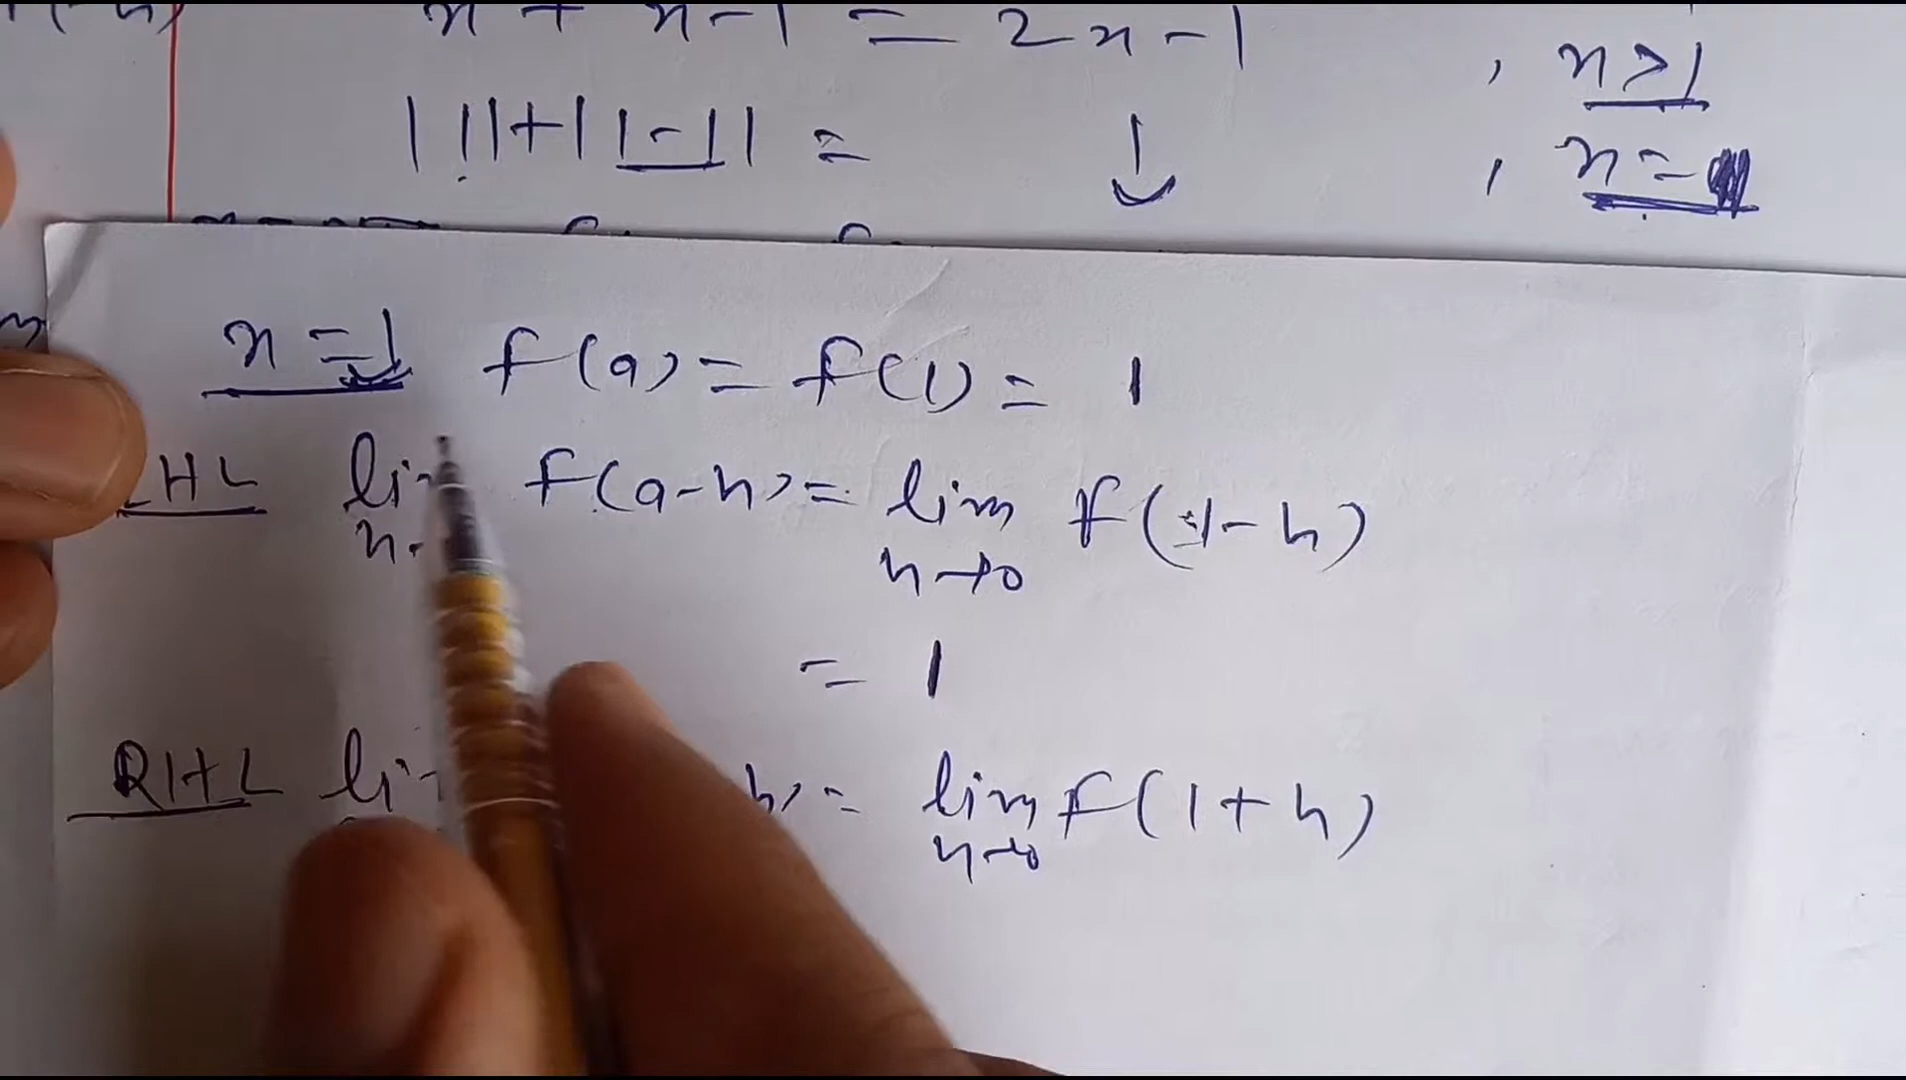 x + x-1 = 2x-1 , x>1
|1|+|1-1| = 1 , x=
x=1 f(a) = f(1) = 1
LHL lim f(a-h) = lim h→0 f(1-h)
= 1
RHL lim h) = lim h→0 f(1+h)